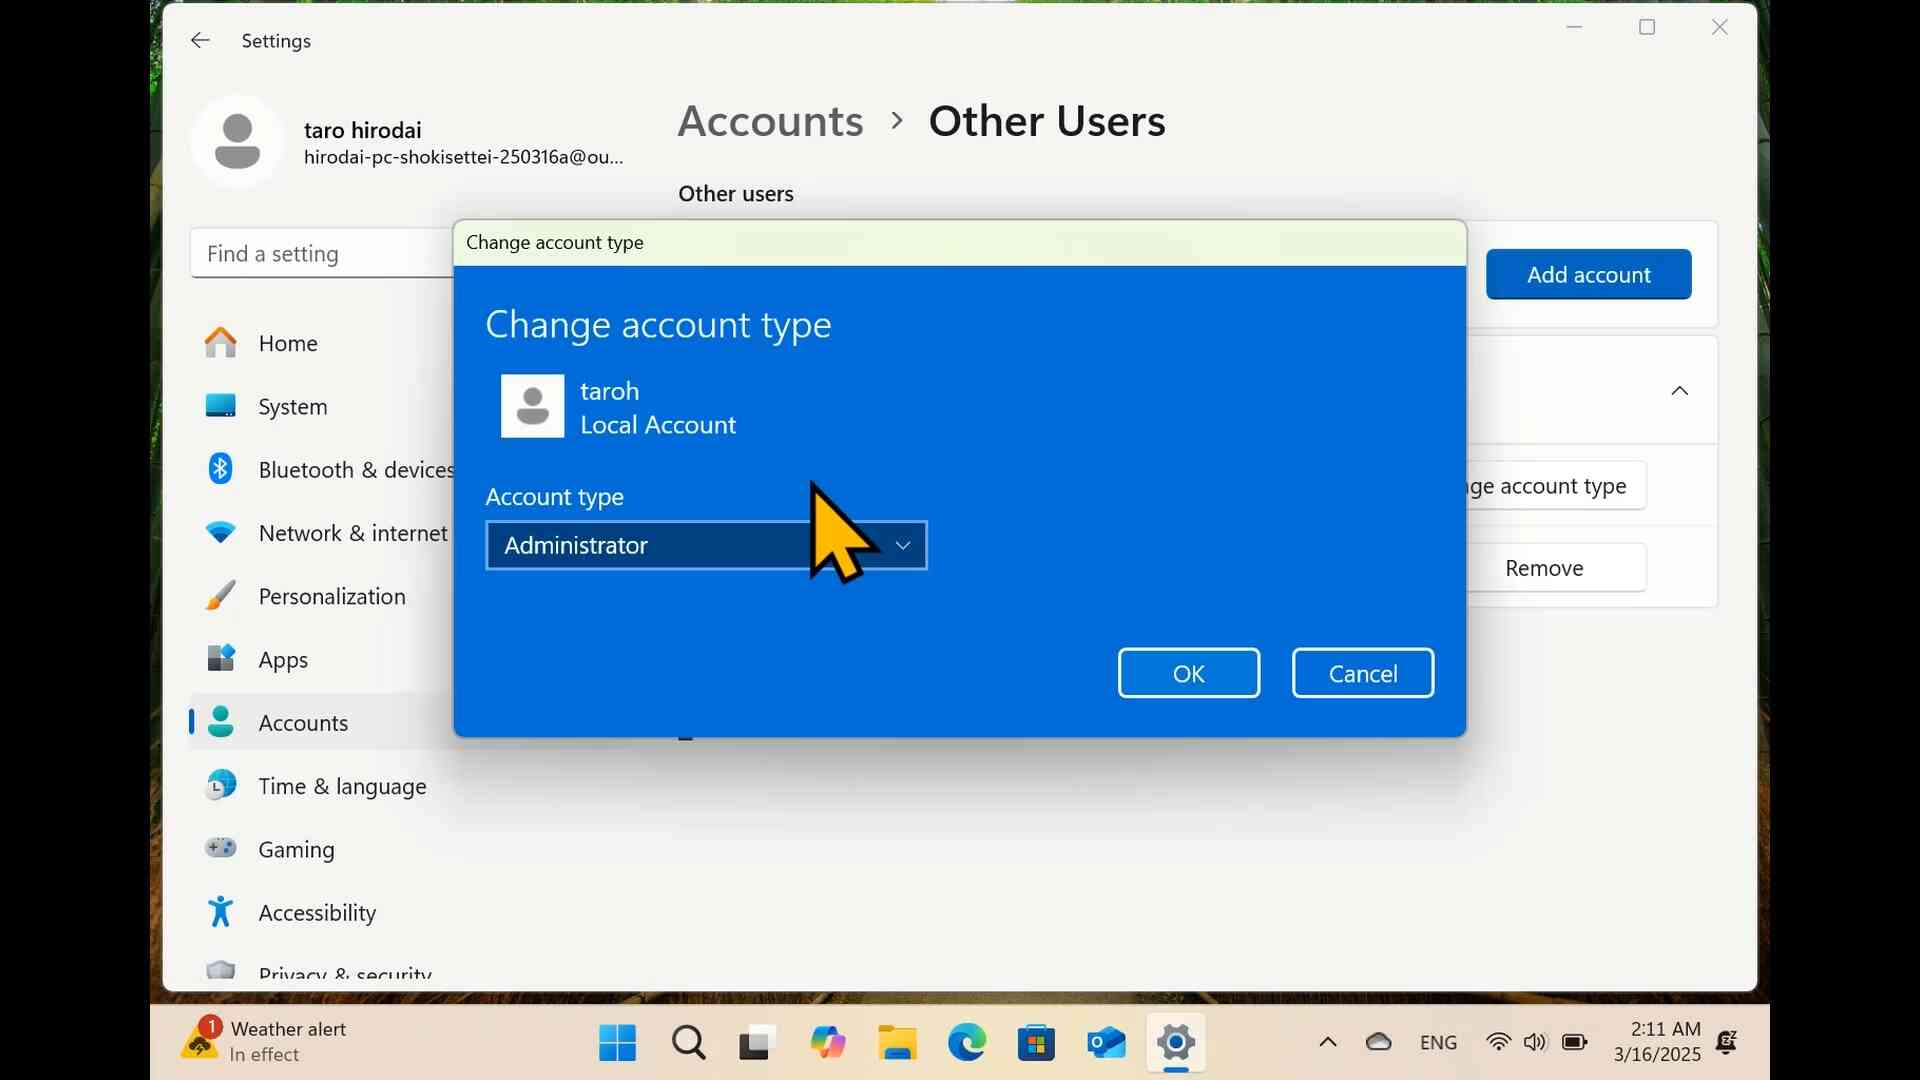 Settings
taro hirodai
hirodai-pc-shokisettei-250316a@ou...
Find a setting
Home
System
Bluetooth & devices
Network & internet
Personalization
Apps
Accounts
Time & language
Gaming
Accessibility
Privacy & security
Accounts > Other Users
Other users
Add account
nge account type
Remove
Change account type
Change account type
taroh
Local Account
Account type
Administrator
OK
Cancel
1
Weather alert
In effect
ENG
2:11 AM
3/16/2025